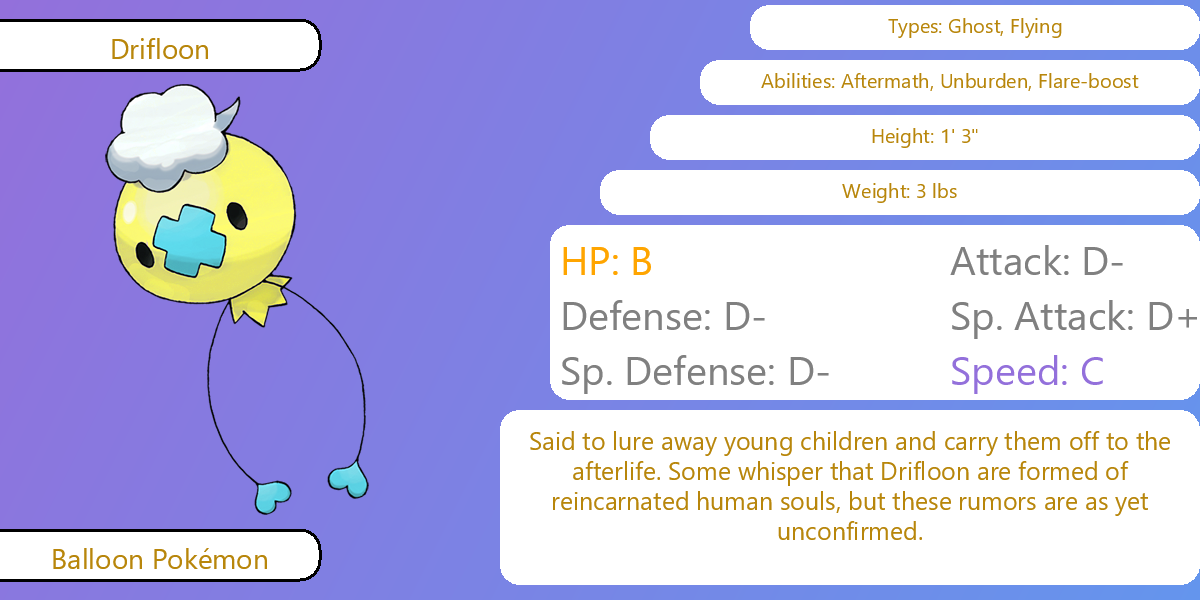 Drifloon
Types: Ghost, Flying
Abilities: Aftermath, Unburden, Flare-boost
Height: 1' 3"
Weight: 3 lbs
HP: B
Attack: D-
Defense: D-
Sp. Attack: D+
Sp. Defense: D-
Speed: C
Said to lure away young children and carry them off to the
afterlife. Some whisper that Drifloon are formed of
reincarnated human souls, but these rumors are as yet
unconfirmed.
Balloon Pokémon